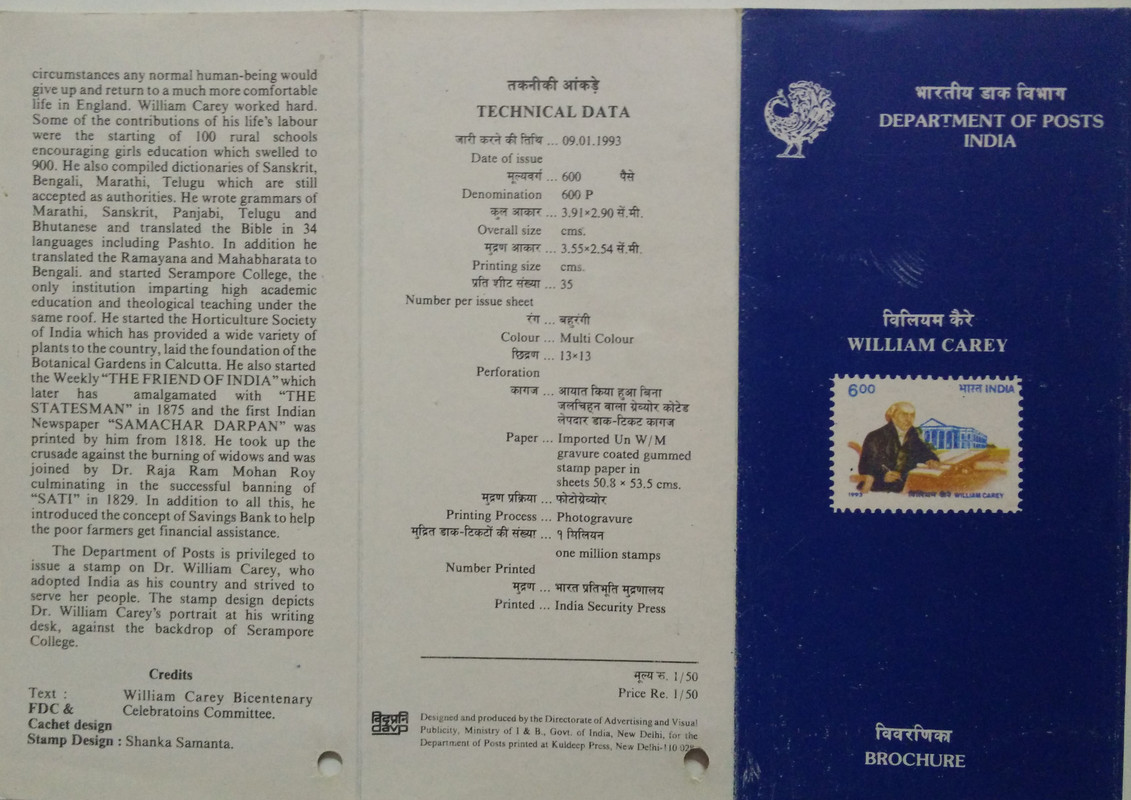 circumstances any normal human-being would
give up and return to a much more comfortable
life in England. William Carey worked hard.
Some of the contributions of his life's labour
were the starting of 100 rural schools
encouraging girls education which swelled to
900. He also compiled dictionaries of Sanskrit,
Bengali, Marathi, Telugu which are still
accepted as authorities. He wrote grammars of
Marathi, Sanskrit, Panjabi, Telugu and
Bhutanese and translated the Bible in 34
languages including Pashto. In addition he
translated the Ramayana and Mahabharata to
Bengali. and started Serampore College, the
only institution imparting high academic
education and theological teaching under the
same roof. He started the Horticulture Society
of India which has provided a wide variety of
plants to the country, laid the foundation of the
Botanical Gardens in Calcutta. He also started
the Weekly "THE FRIEND OF INDIA" which
later has amalgamated with "THE
STATESMAN" in 1875 and the first Indian
Newspaper "SAMACHAR DARPAN" was
printed by him from 1818. He took up the
crusade against the burning of widows and was
joined by Dr. Raja Ram Mohan Roy
culminating in the successful banning of
"SATI" in 1829. In addition to all this, he
introduced the concept of Savings Bank to help
the poor farmers get financial assistance.
The Department of Posts is privileged to
issue a stamp on Dr. William Carey, who
adopted India as his country and strived to
serve her people. The stamp design depicts
Dr. William Carey's portrait at his writing
desk, against the backdrop of Serampore
College.
Credits
Text : William Carey Bicentenary
FDC & Celebratoins Committee.
Cachet design
Stamp Design : Shanka Samanta.
तकनीकी आंकड़े
TECHNICAL DATA
जारी करने की तिथि ... 09.01.1993
Date of issue
मूल्यवर्ग ... 600 पैसे
Denomination 600 P
कुल आकार ... 3.91×2.90 सें.मी.
Overall size cms.
मुद्रण आकार ... 3.55×2.54 सें.मी.
Printing size cms.
प्रति शीट संख्या ... 35
Number per issue sheet
रंग ... बहुरंगी
Colour ... Multi Colour
छिद्रण ... 13×13
Perforation
कागज ... आयात किया हुआ बिना
जलचिहन वाला ग्रेव्योर कोटेड
लेपदार डाक-टिकट कागज
Paper ... Imported Un W/M
gravure coated gummed
stamp paper in
sheets 50.8 × 53.5 cms.
मुद्रण प्रक्रिया ... फोटोग्रेव्योर
Printing Process ... Photogravure
मुद्रित डाक-टिकटों की संख्या ... १ मिलियन
one million stamps
Number Printed
मुद्रण ... भारत प्रतिभूति मुद्रणालय
Printed ... India Security Press
मूल्य रु. 1/50
Price Re. 1/50
विदृप्रनि
davp
Designed and produced by the Directorate of Advertising and Visual
Publicity, Ministry of I & B., Govt. of India, New Delhi, for the
Department of Posts printed at Kuldeep Press, New Delhi-110 028
भारतीय डाक विभाग
DEPARTMENT OF POSTS
INDIA
विलियम कैरे
WILLIAM CAREY
600 भारत INDIA
1993 विलियम कैरे WILLIAM CAREY
विवरणिका
BROCHURE